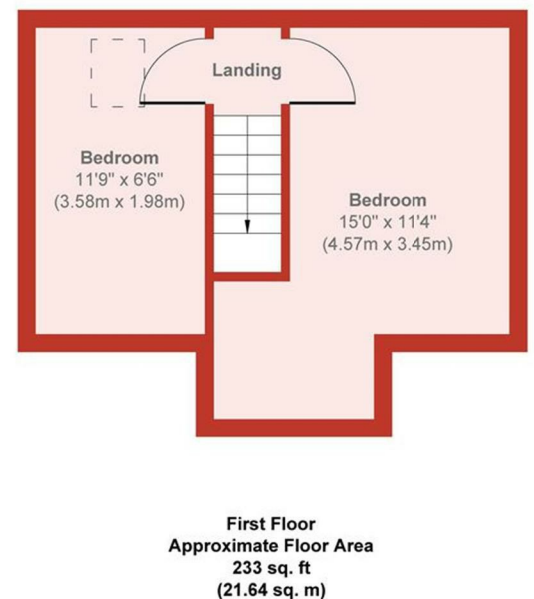 Landing
Bedroom
11'9" x 6'6"
(3.58m x 1.98m)
Bedroom
15'0" x 11'4"
(4.57m x 3.45m)
First Floor
Approximate Floor Area
233 sq. ft
(21.64 sq. m)